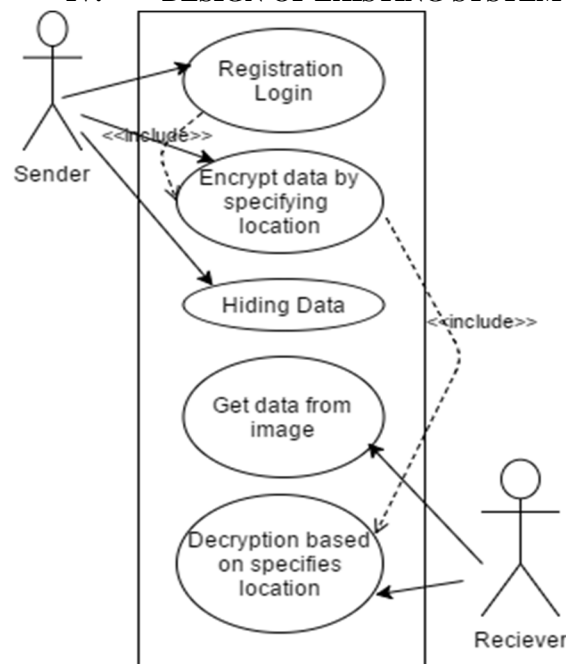 IV. DESIGN OF EXISTING SYSTEM
Registration
Login
<<include>>
Sender
Encrypt data by
specifying
location
Hiding Data
<<include>>
Get data from
image
Decryption based
on specifies
location
Reciever